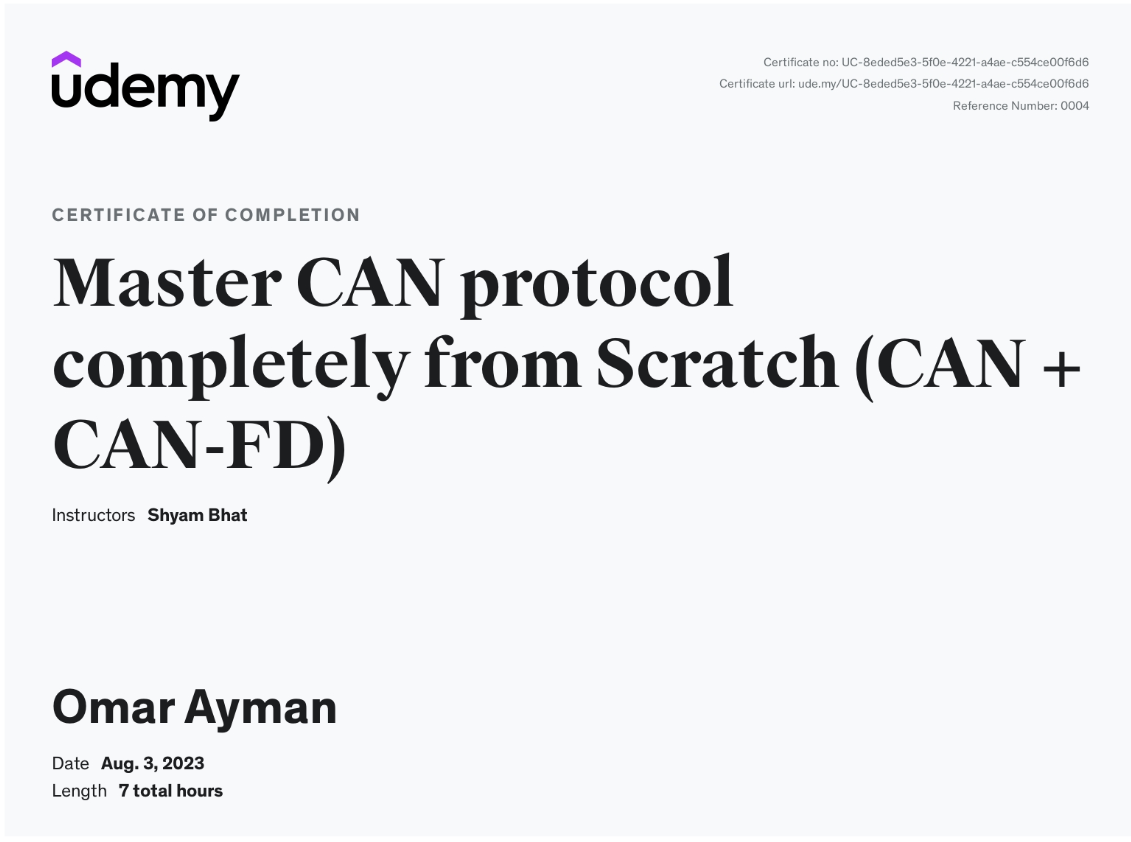 udemy
Certificate no: UC-8eded5e3-5f0e-4221-a4ae-c554ce00f6d6
Certificate url: ude.my/UC-8eded5e3-5f0e-4221-a4ae-c554ce00f6d6
Reference Number: 0004
CERTIFICATE OF COMPLETION
Master CAN protocol
completely from Scratch (CAN +
CAN-FD)
Instructors Shyam Bhat
Omar Ayman
Date Aug. 3, 2023
Length 7 total hours